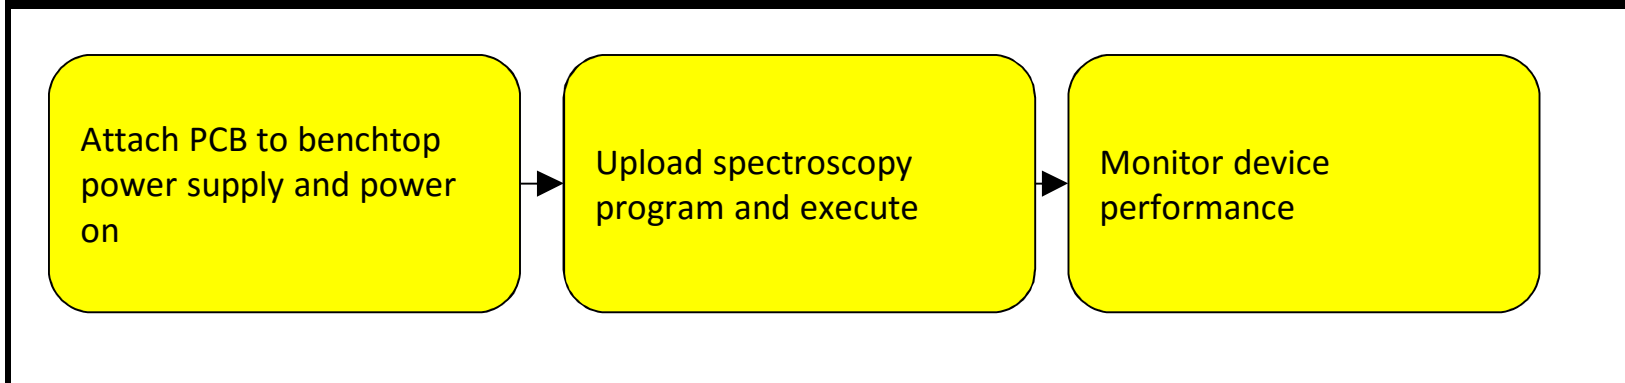 Attach PCB to benchtop
power supply and power
on
Upload spectroscopy
program and execute
Monitor device
performance